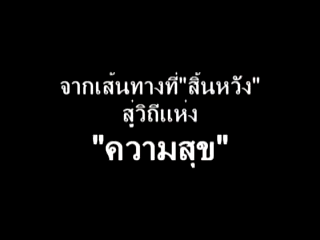 จากเส้นทางที่"สิ้นหวัง"
สู่วิถีแห่ง
"ความสุข"